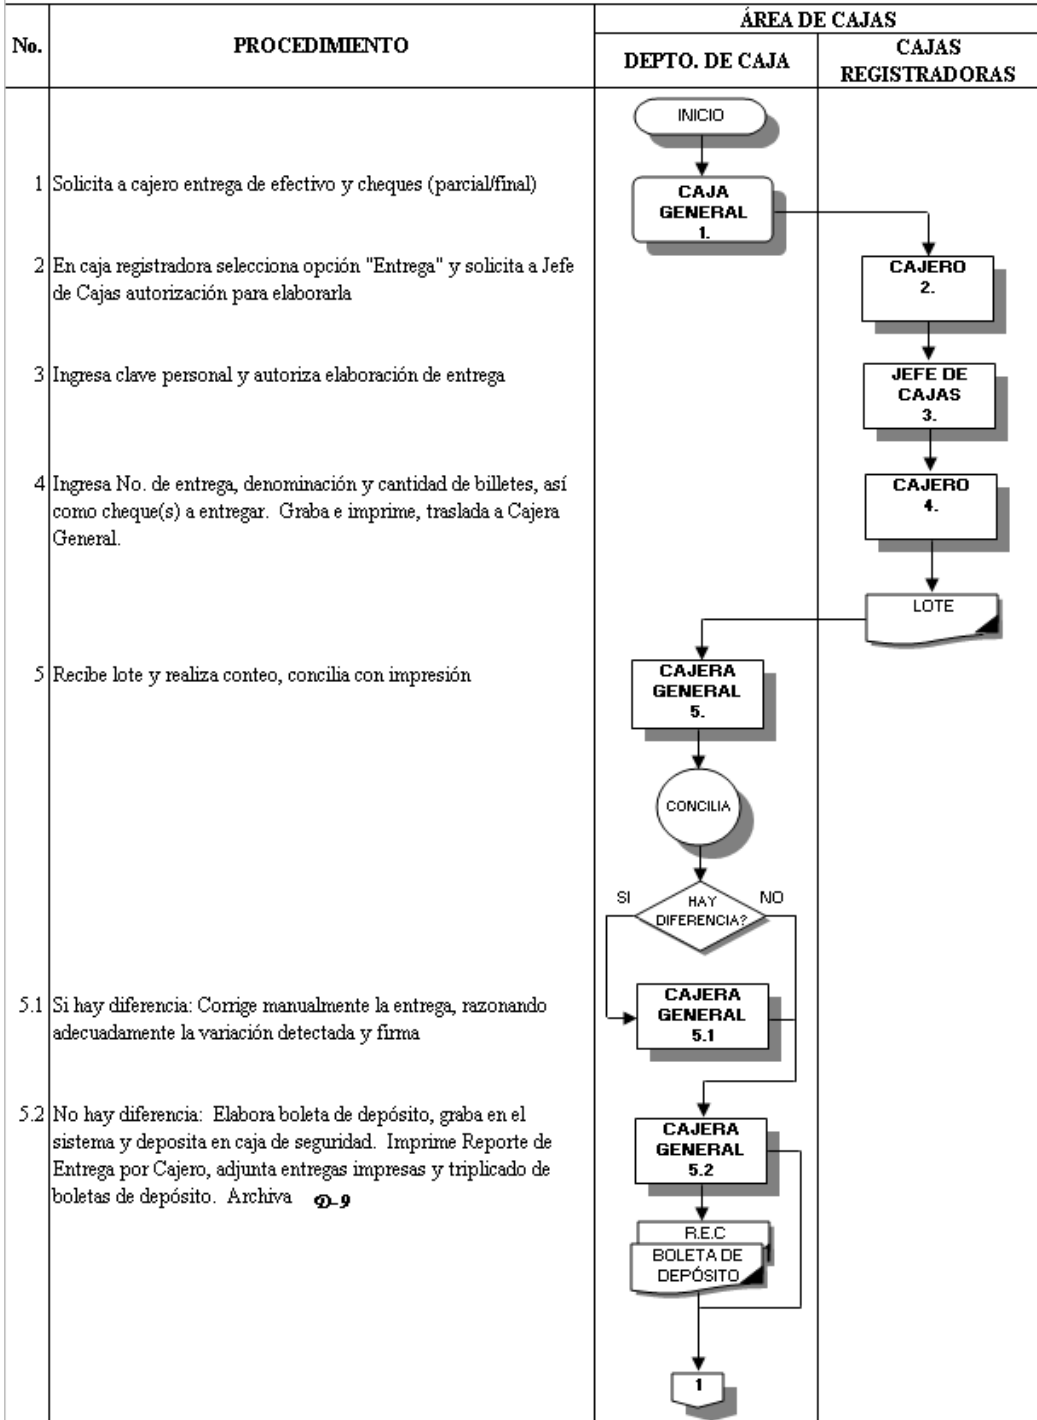 ÁREA DE CAJAS
No.
PROCEDIMIENTO
DEPTO. DE CAJA
CAJAS
REGISTRADORAS
INICIO
1 Solicita a cajero entrega de efectivo y cheques (parcial/final)
CAJA
GENERAL
1.
2 En caja registradora selecciona opción "Entrega" y solicita a Jefe
de Cajas autorización para elaborarla
CAJERO
2.
3 Ingresa clave personal y autoriza elaboración de entrega
JEFE DE
CAJAS
3.
4 Ingresa No. de entrega, denominación y cantidad de billetes, así
como cheque(s) a entregar. Graba e imprime, traslada a Cajera
General.
CAJERO
4.
LOTE
5 Recibe lote y realiza conteo, concilia con impresión
CAJERA
GENERAL
5.
CONCILIA
SI
HAY
DIFERENCIA?
NO
5.1 Si hay diferencia: Corrige manualmente la entrega, razonando
adecuadamente la variación detectada y firma
CAJERA
GENERAL
5.1
5.2 No hay diferencia: Elabora boleta de depósito, graba en el
sistema y deposita en caja de seguridad. Imprime Reporte de
Entrega por Cajero, adjunta entregas impresas y triplicado de
boletas de depósito. Archiva D-9
CAJERA
GENERAL
5.2
R.E.C
1
BOLETA DE
DEPÓSITO
1